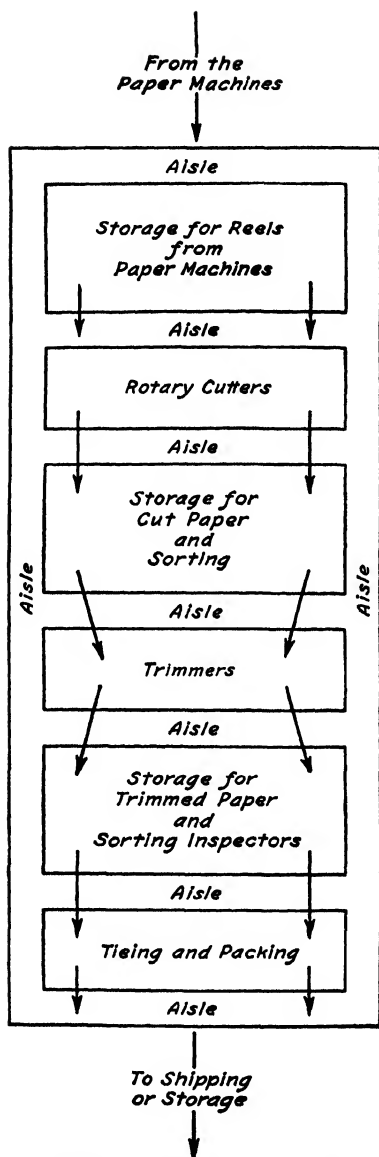 From the
Paper Machines
Aisle
Storage for Reels
from
Paper Machines
Aisle
Rotary Cutters
Aisle
Storage for
Cut Paper
and
Sorting
Aisle
Aisle
Aisle
Trimmers
Aisle
Storage for
Trimmed Paper
and
Sorting Inspectors
Aisle
Tieing and Packing
Aisle
To Shipping
or Storage